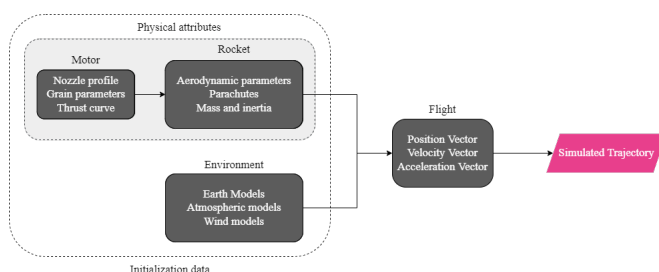 Physical attributes
Motor
Nozzle profile
Grain parameters
Thrust curve
Rocket
Aerodynamic parameters
Parachutes
Mass and inertia
Environment
Earth Models
Atmospheric models
Wind models
Flight
Position Vector
Velocity Vector
Acceleration Vector
Simulated Trajectory
Initialization data